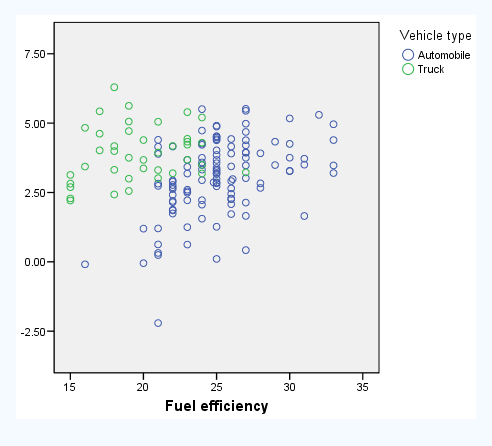 Vehicle type
Automobile
Truck
7.50
5.00
2.50
0.00
-2.50
15 20 25 30 35
Fuel efficiency